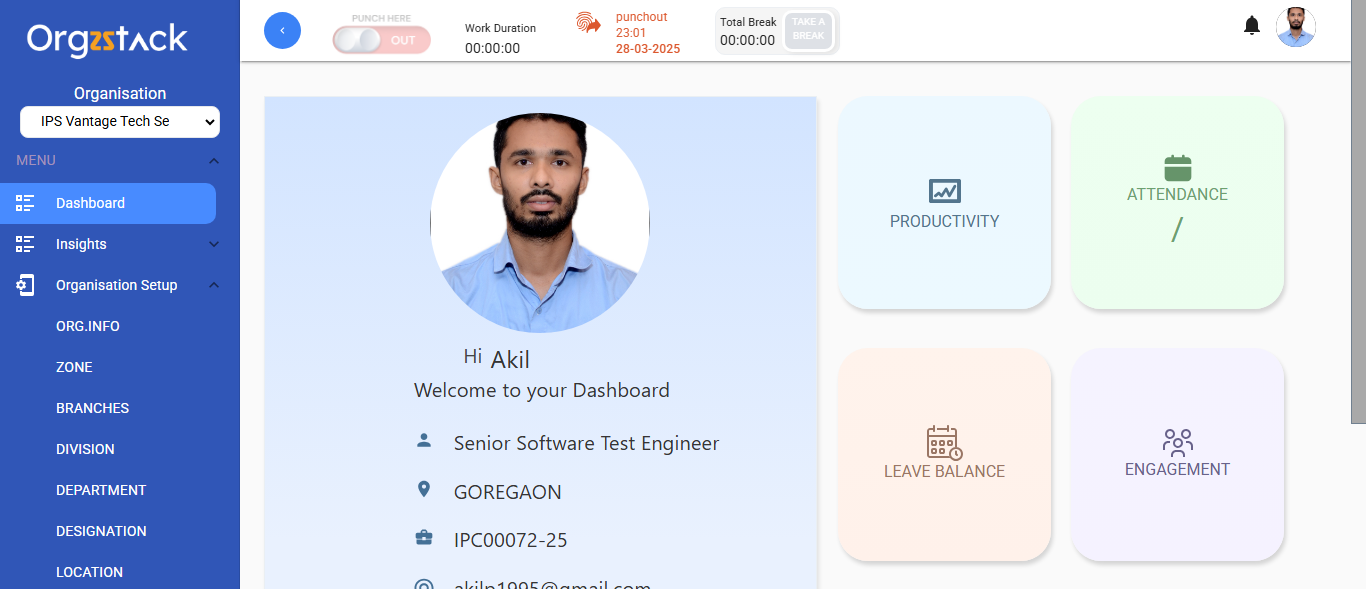 Orgzstack
Organisation
IPS Vantage Tech Se
MENU
Dashboard
Insights
Organisation Setup
ORG.INFO
ZONE
BRANCHES
DIVISION
DEPARTMENT
DESIGNATION
LOCATION
PUNCH HERE
OUT
Work Duration
00:00:00
punchout
23:01
28-03-2025
Total Break
00:00:00
TAKE A
BREAK
Hi Akil
Welcome to your Dashboard
Senior Software Test Engineer
GOREGAON
IPC00072-25
akilp1995@gmail.com
PRODUCTIVITY
ATTENDANCE
/
LEAVE BALANCE
ENGAGEMENT